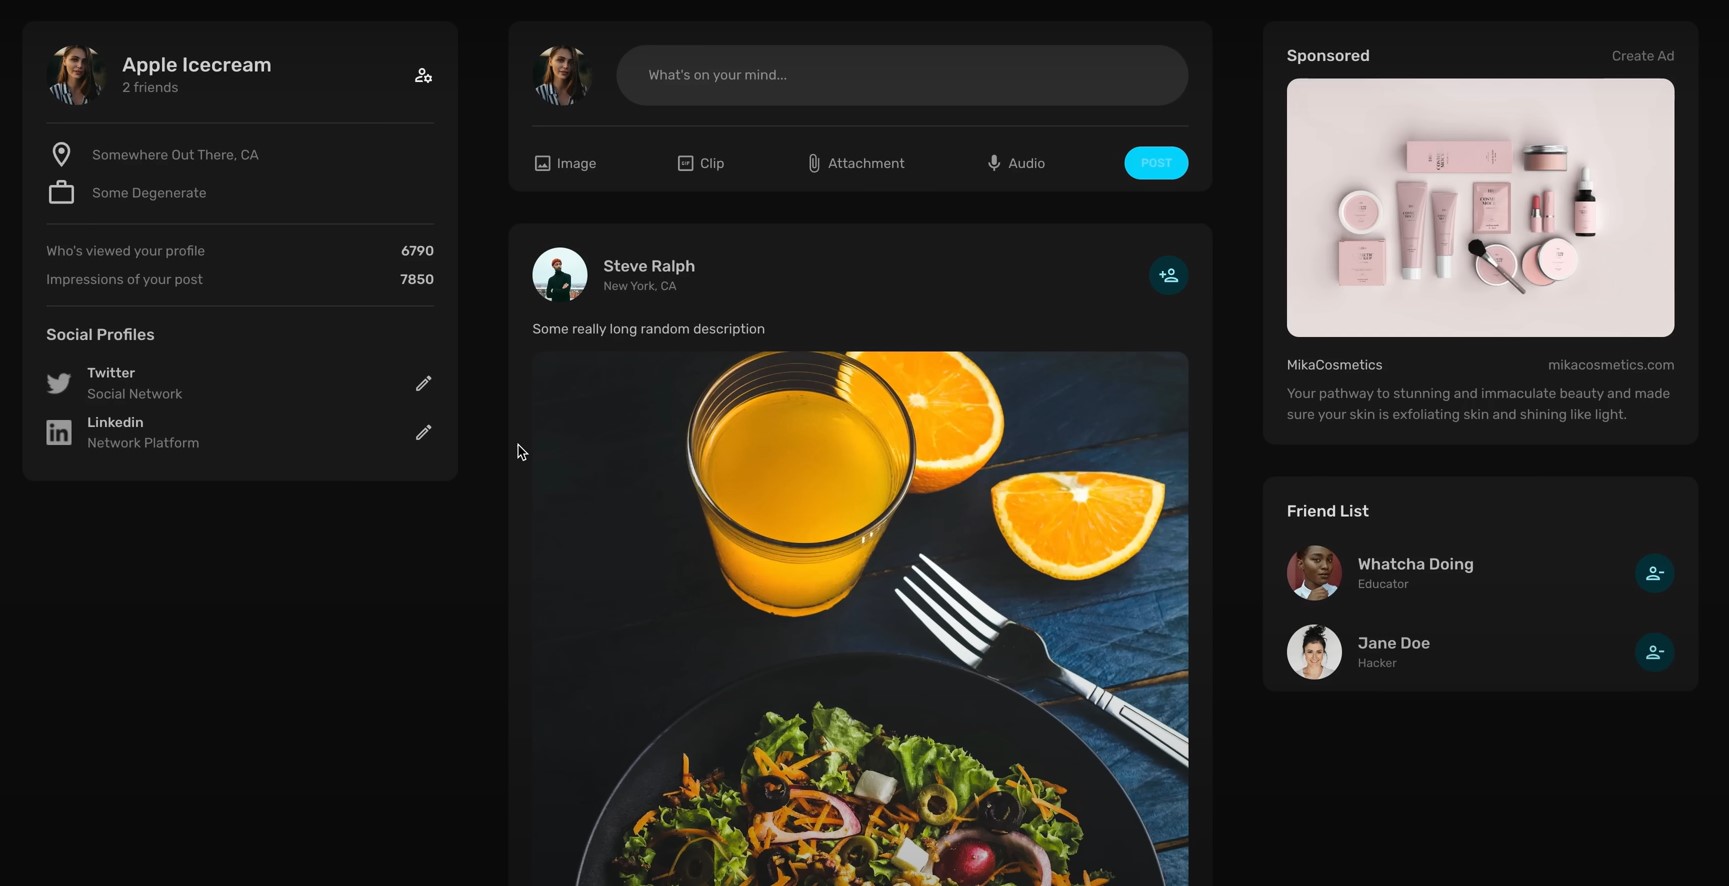 Apple Icecream
2 friends
Somewhere Out There, CA
Some Degenerate
Who's viewed your profile 6790
Impressions of your post 7850
Social Profiles
Twitter
Social Network
Linkedin
Network Platform
What's on your mind...
Image Clip Attachment Audio POST
Steve Ralph
New York, CA
Some really long random description
Sponsored Create Ad
MikaCosmetics mikacosmetics.com
Your pathway to stunning and immaculate beauty and made
sure your skin is exfoliating skin and shining like light.
Friend List
Whatcha Doing
Educator
Jane Doe
Hacker